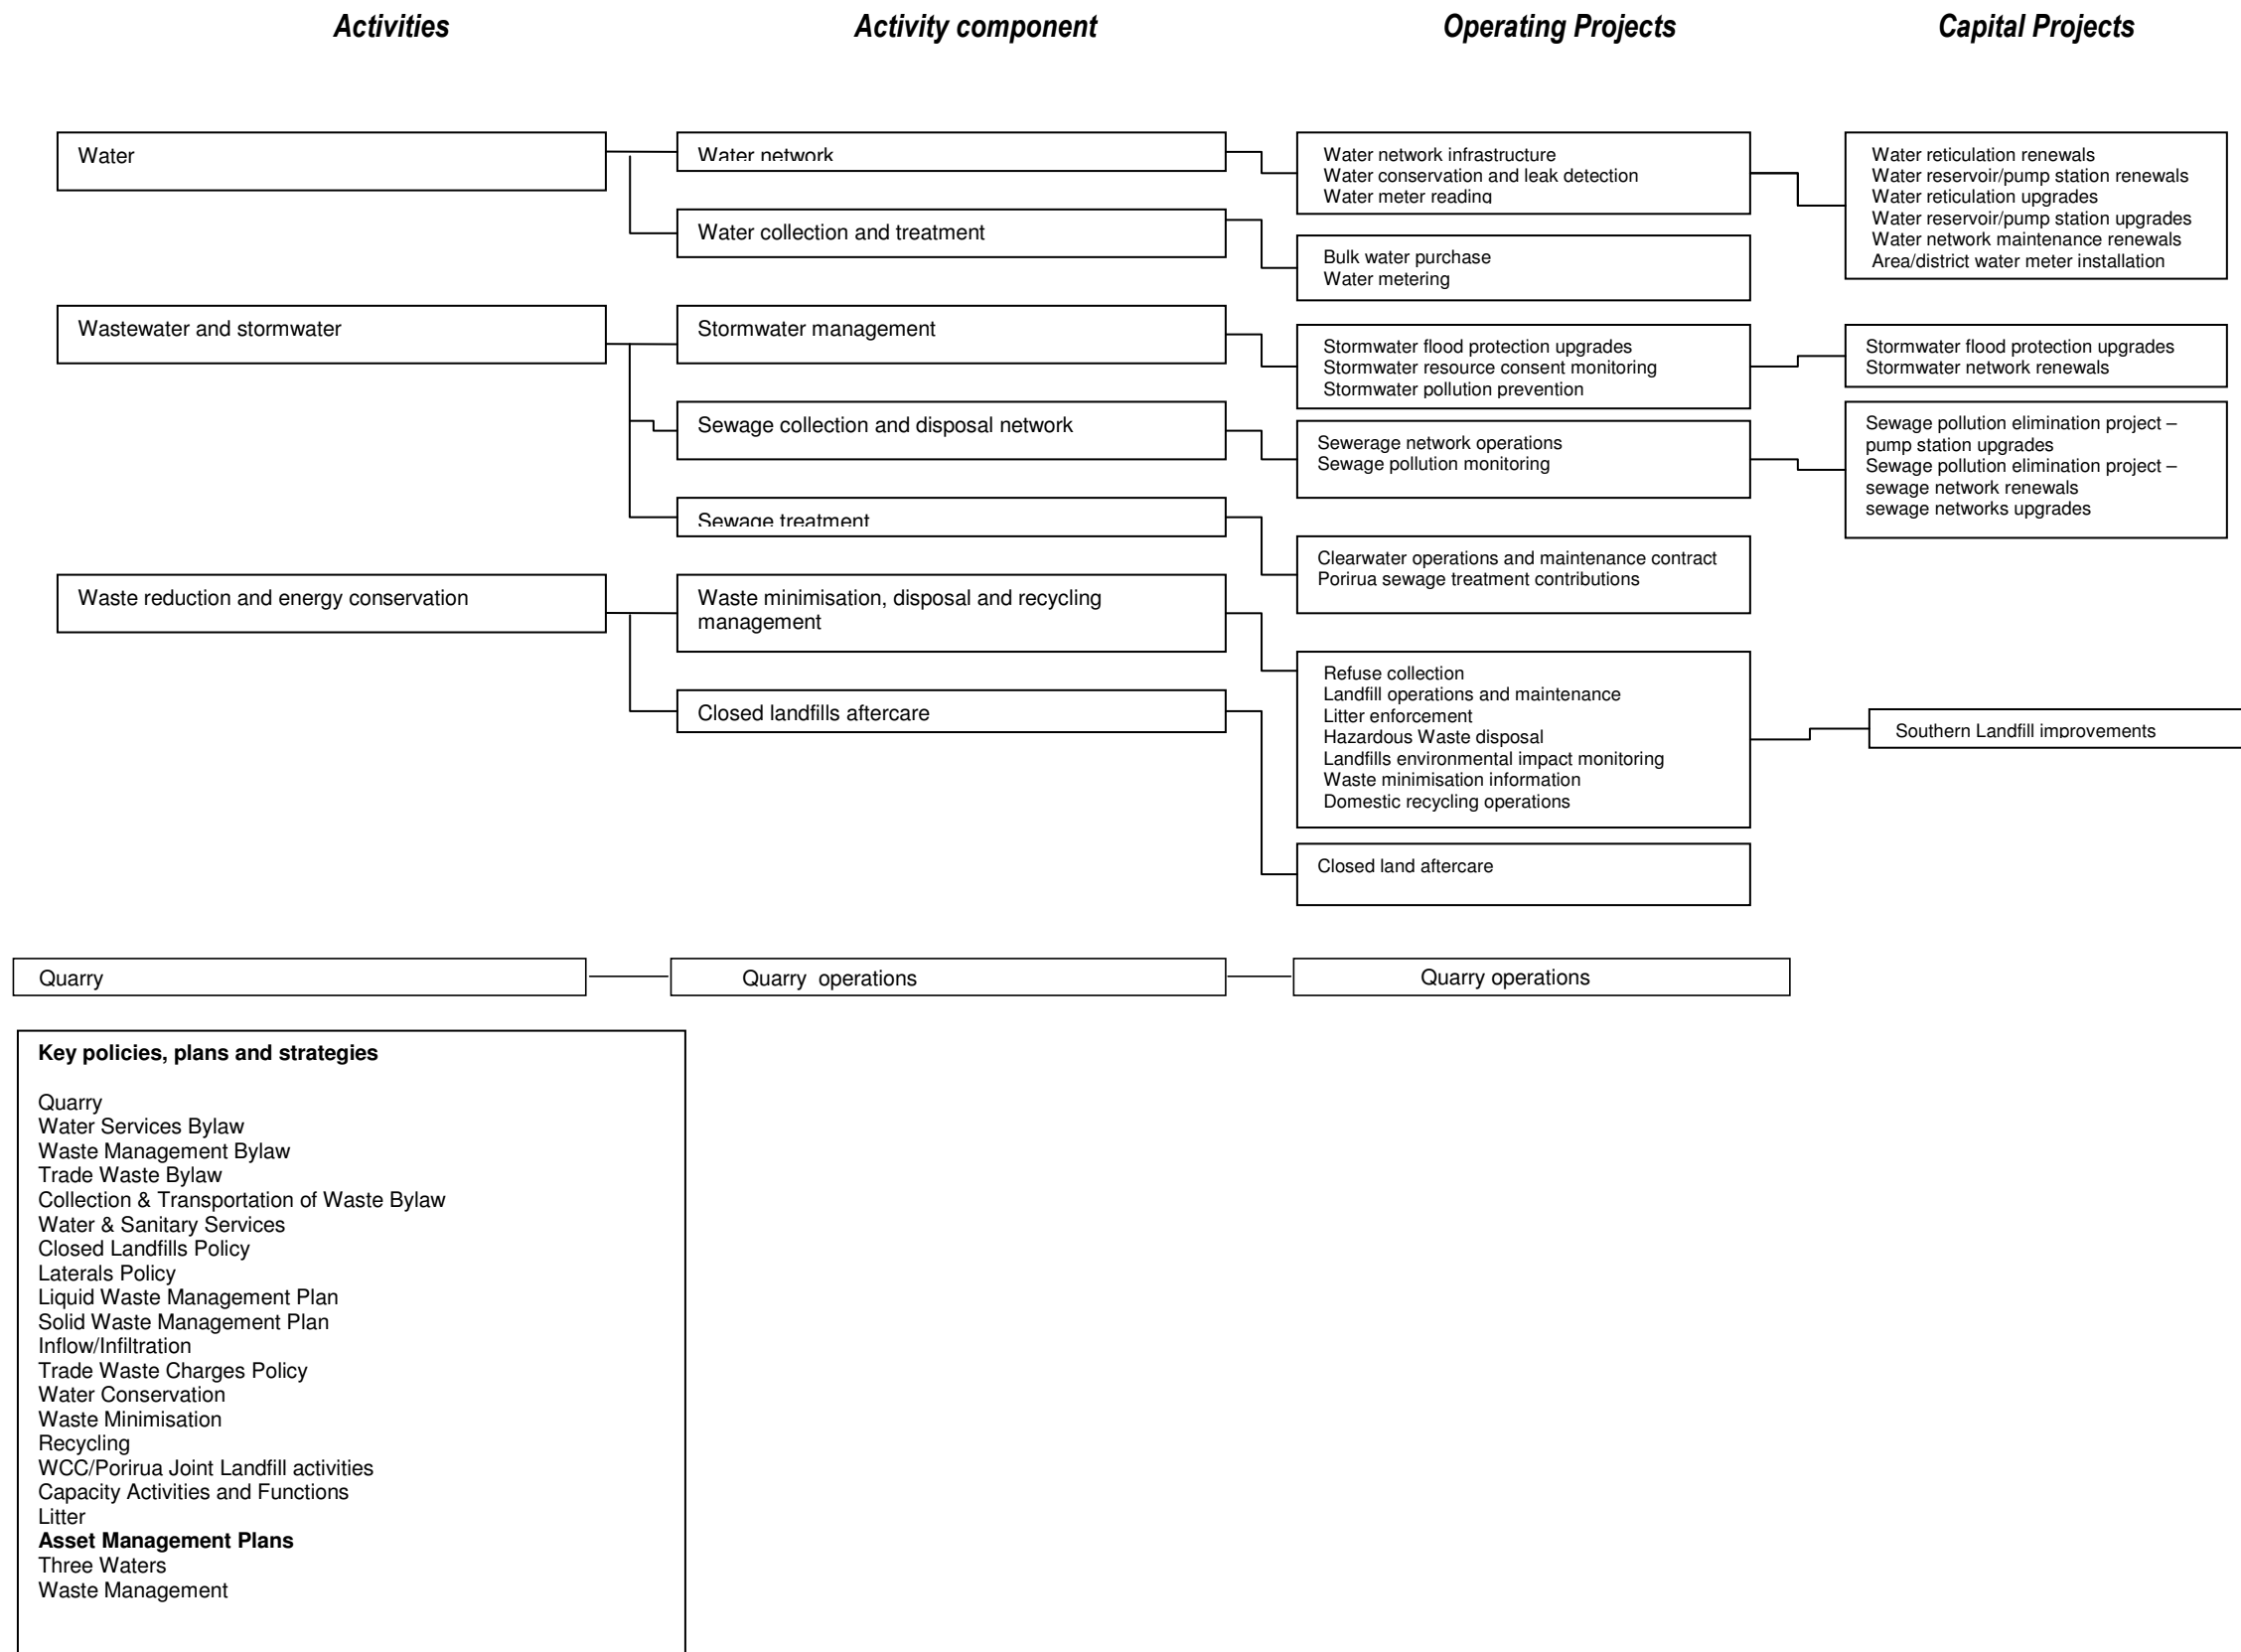 Activities
Activity component
Operating Projects
Capital Projects
Water
Water network
Water network infrastructure
Water conservation and leak detection
Water meter reading
Water reticulation renewals
Water reservoir/pump station renewals
Water reticulation upgrades
Water reservoir/pump station upgrades
Water network maintenance renewals
Area/district water meter installation
Water collection and treatment
Bulk water purchase
Water metering
Wastewater and stormwater
Stormwater management
Stormwater flood protection upgrades
Stormwater resource consent monitoring
Stormwater pollution prevention
Stormwater flood protection upgrades
Stormwater network renewals
Sewage collection and disposal network
Sewerage network operations
Sewage pollution monitoring
Sewage pollution elimination project –
pump station upgrades
Sewage pollution elimination project –
sewage network renewals
sewage networks upgrades
Sewage treatment
Clearwater operations and maintenance contract
Porirua sewage treatment contributions
Waste reduction and energy conservation
Waste minimisation, disposal and recycling
management
Refuse collection
Landfill operations and maintenance
Litter enforcement
Hazardous Waste disposal
Landfills environmental impact monitoring
Waste minimisation information
Domestic recycling operations
Southern Landfill improvements
Closed landfills aftercare
Closed land aftercare
Quarry
Quarry operations
Quarry operations
Key policies, plans and strategies
Quarry
Water Services Bylaw
Waste Management Bylaw
Trade Waste Bylaw
Collection & Transportation of Waste Bylaw
Water & Sanitary Services
Closed Landfills Policy
Laterals Policy
Liquid Waste Management Plan
Solid Waste Management Plan
Inflow/Infiltration
Trade Waste Charges Policy
Water Conservation
Waste Minimisation
Recycling
WCC/Porirua Joint Landfill activities
Capacity Activities and Functions
Litter
Asset Management Plans
Three Waters
Waste Management